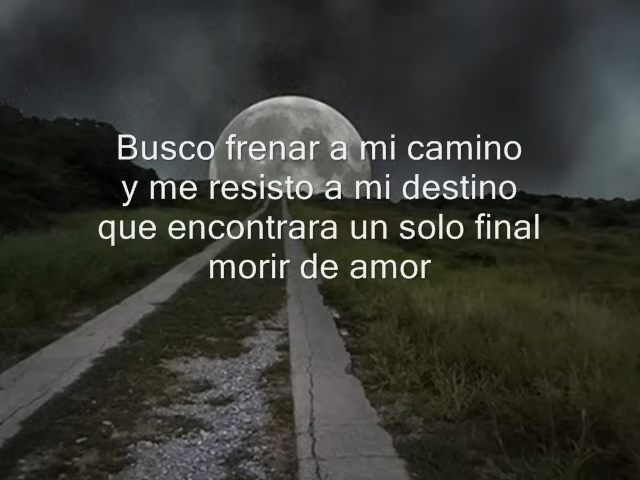 Busco frenar a mi camino
y me resisto a mi destino
que encontrara un solo final
morir de amor